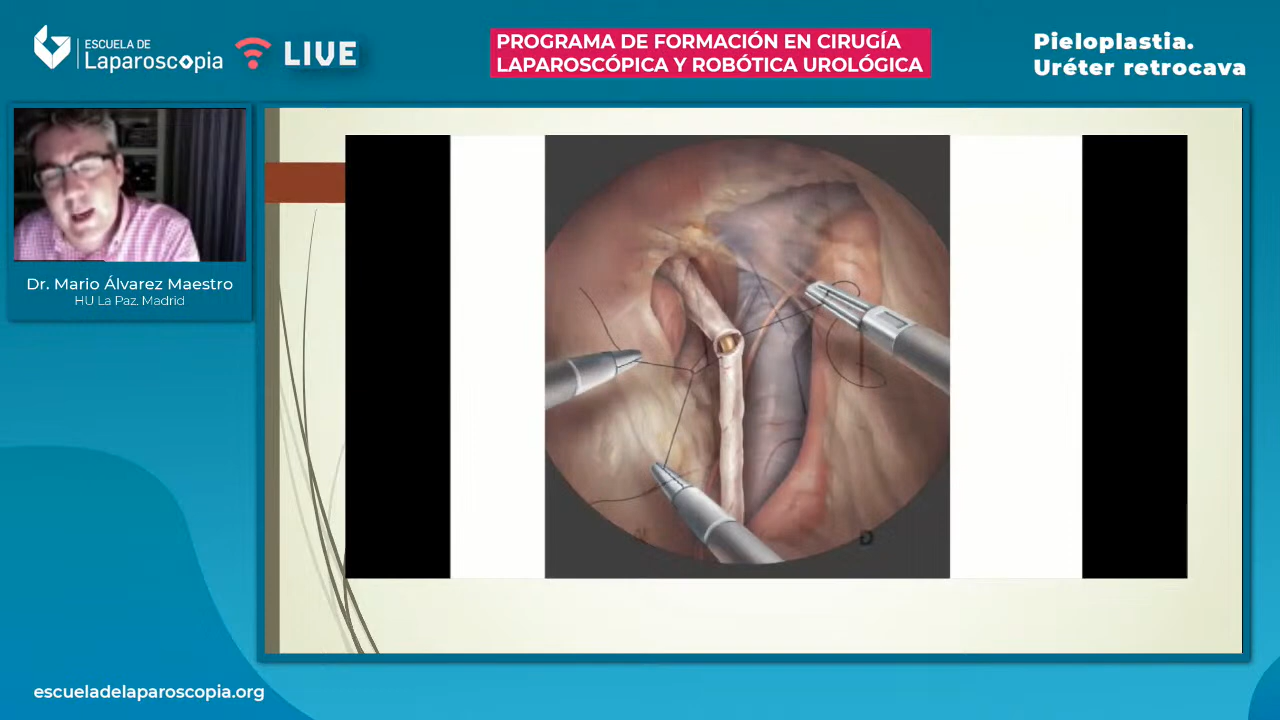 ESCUELA DE
Laparoscopia
LIVE
PROGRAMA DE FORMACIÓN EN CIRUGÍA
LAPAROSCÓPICA Y ROBÓTICA UROLÓGICA
Pieloplastia.
Uréter retrocava
Dr. Mario Álvarez Maestro
HU La Paz. Madrid
D
escueladelaparoscopia.org